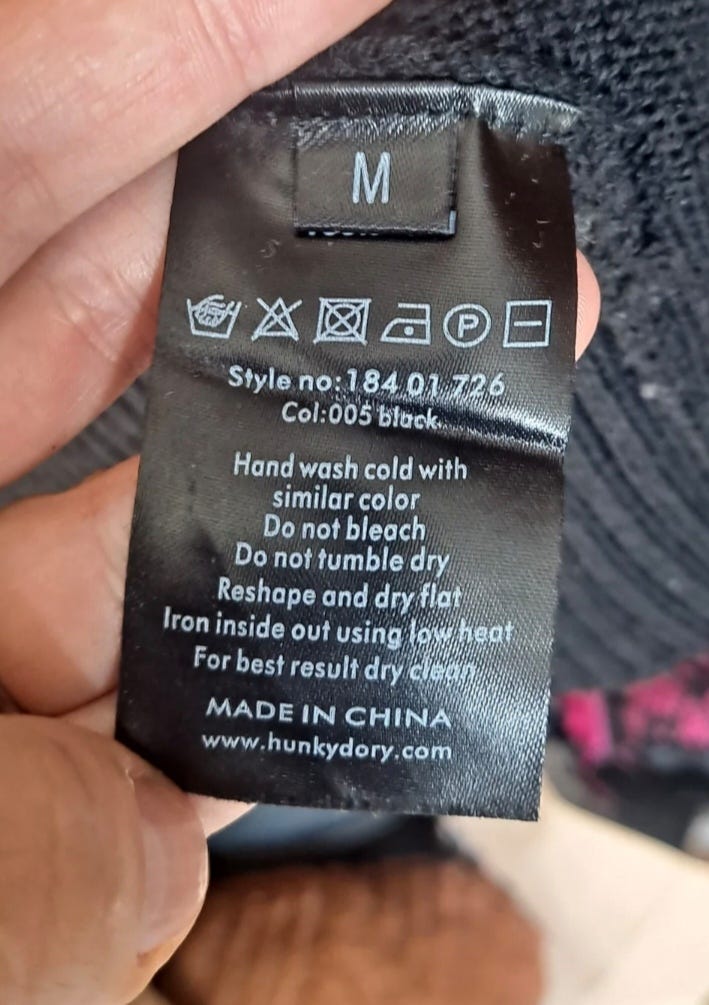 M
P
Style no:184 01 726
Col:005 black
Hand wash cold with
similar color
Do not bleach
Do not tumble dry
Reshape and dry flat
Iron inside out using low heat
For best result dry clean
MADE IN CHINA
www.hunkydory.com